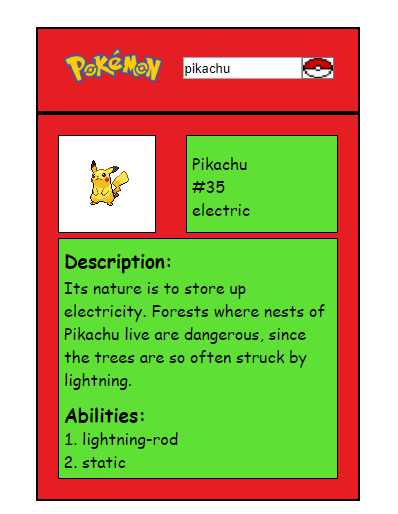 Pokémon
pikachu
Pikachu
#35
electric
Description:
Its nature is to store up
electricity. Forests where nests of
Pikachu live are dangerous, since
the trees are so often struck by
lightning.
Abilities:
1. lightning-rod
2. static